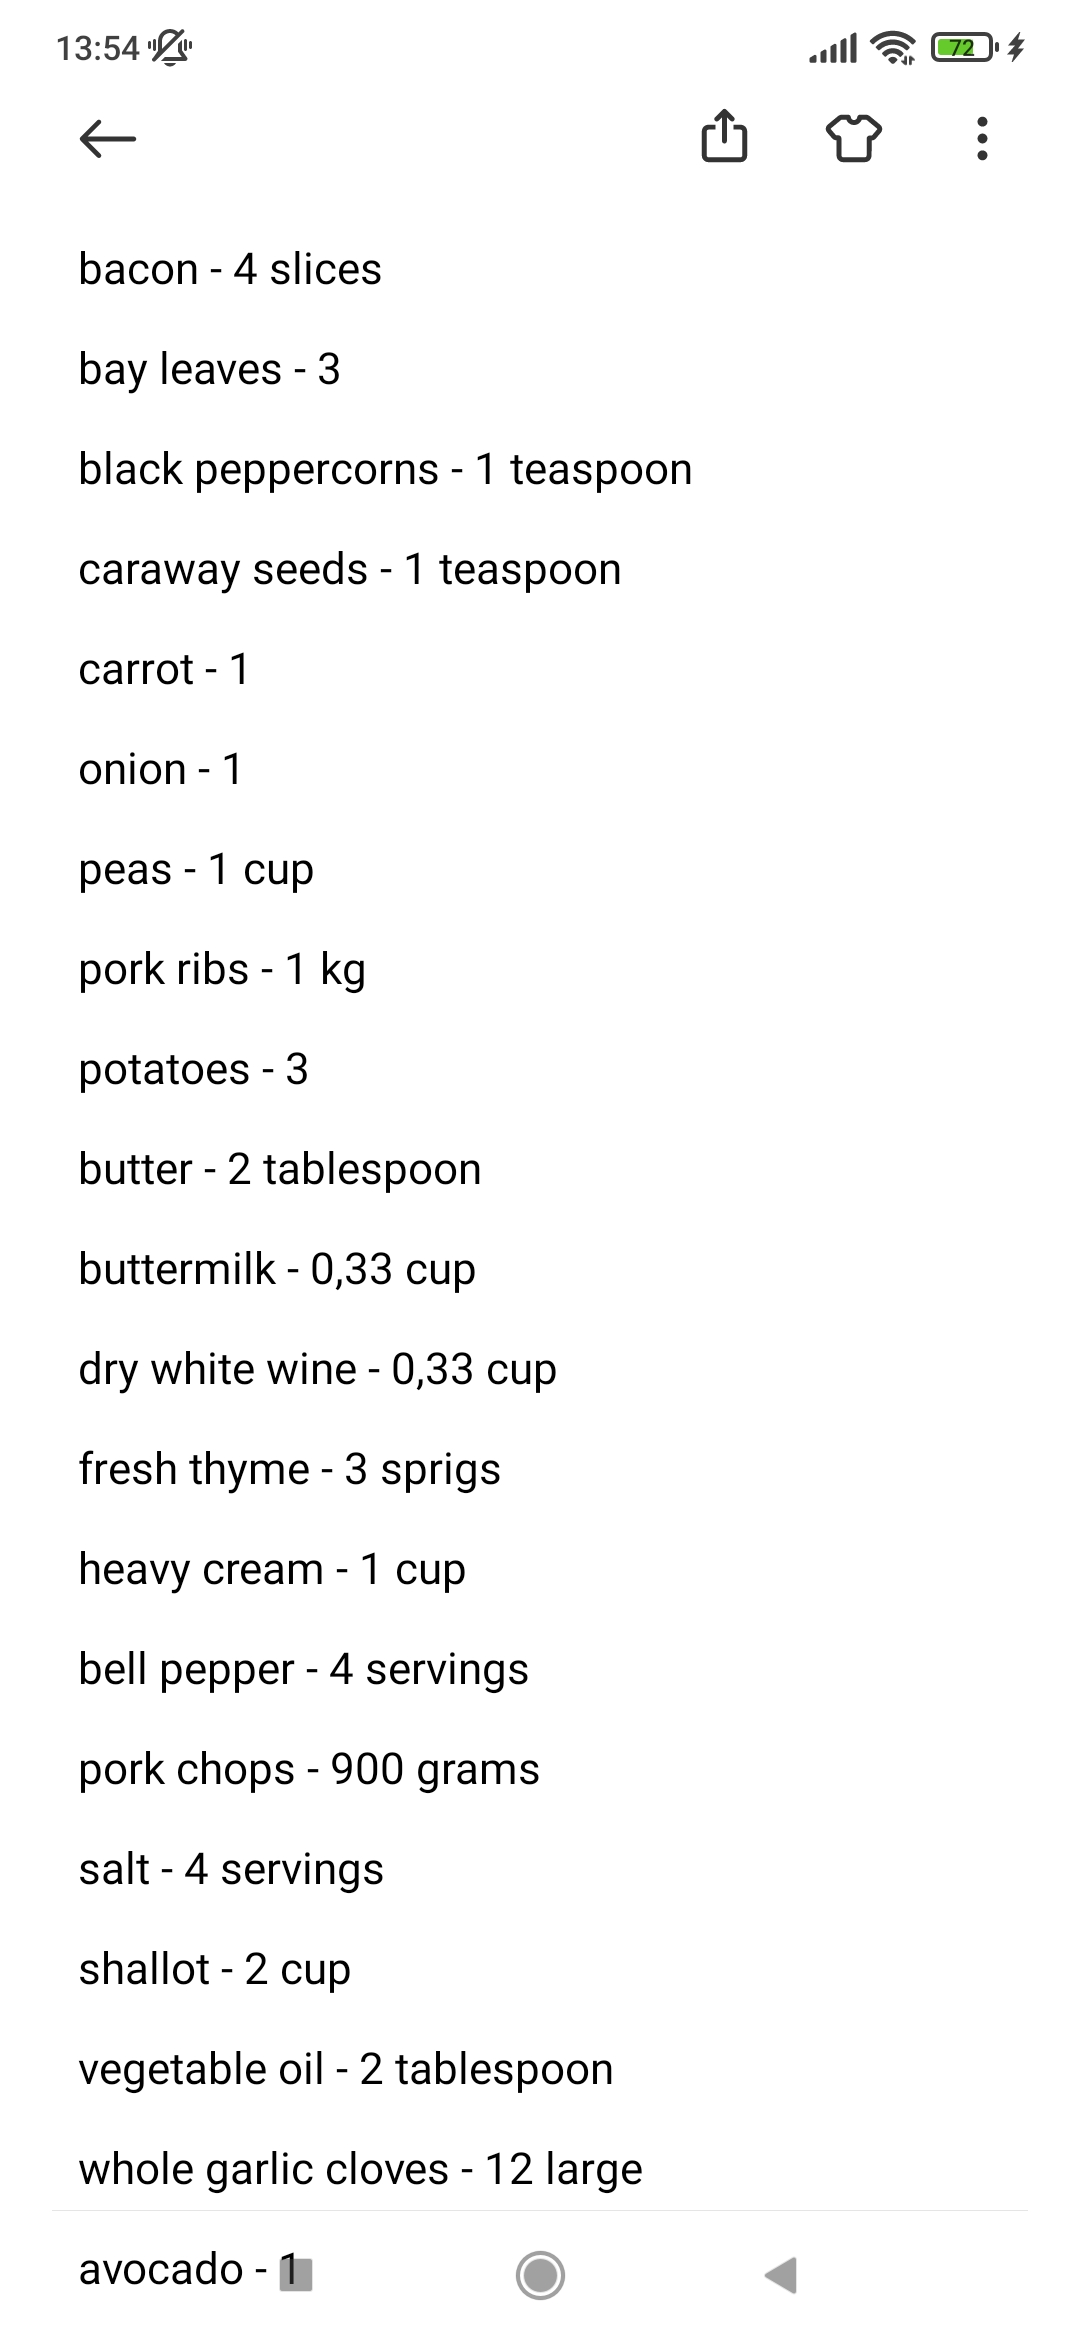 13:54
72
bacon - 4 slices
bay leaves - 3
black peppercorns - 1 teaspoon
caraway seeds - 1 teaspoon
carrot - 1
onion - 1
peas - 1 cup
pork ribs - 1 kg
potatoes - 3
butter - 2 tablespoon
buttermilk - 0,33 cup
dry white wine - 0,33 cup
fresh thyme - 3 sprigs
heavy cream - 1 cup
bell pepper - 4 servings
pork chops - 900 grams
salt - 4 servings
shallot - 2 cup
vegetable oil - 2 tablespoon
whole garlic cloves - 12 large
avocado - 1